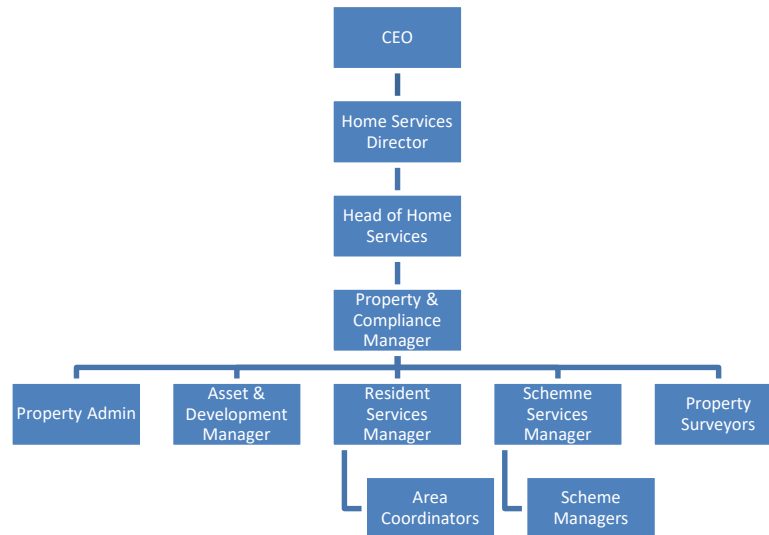 CEO
Home Services
Director
Head of Home
Services
Property &
Compliance
Manager
Property Admin
Asset &
Development
Manager
Resident
Services
Manager
Schemne
Services
Manager
Property
Surveyors
Area
Coordinators
Scheme
Managers